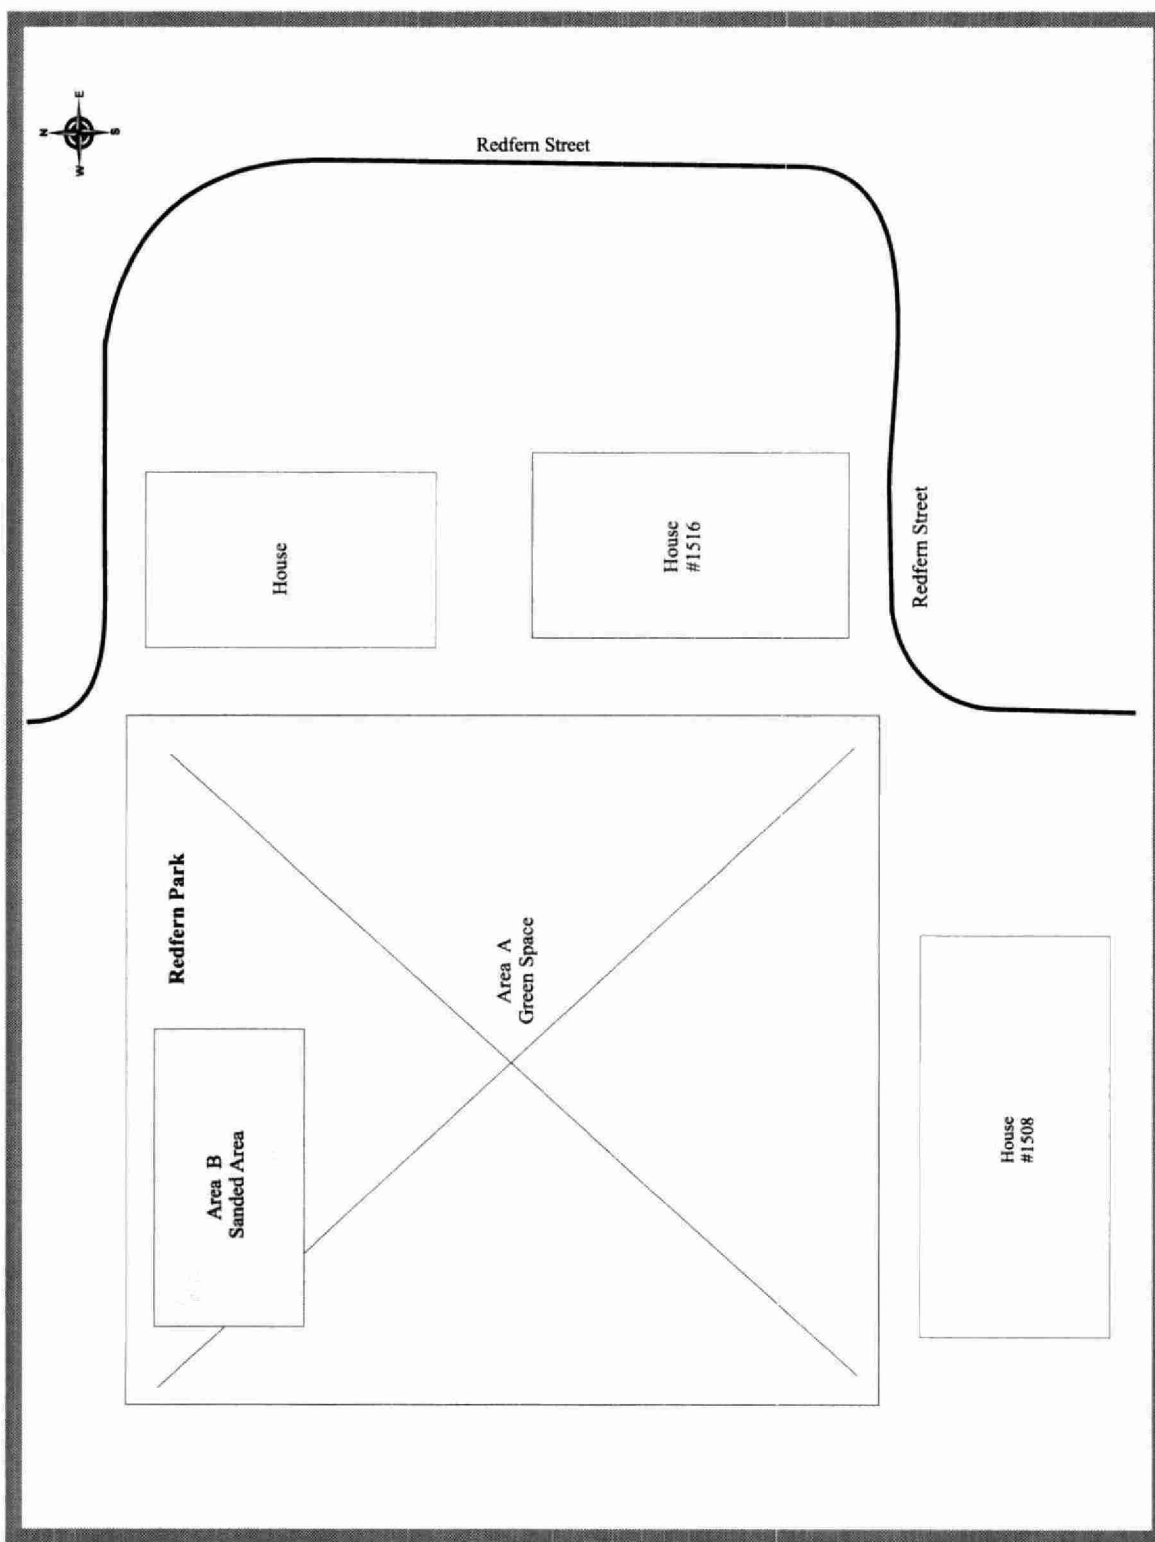 N
E
S
W
Redfern Street
House
House
#1516
Redfern Street
Redfern Park
Area A
Green Space
Area B
Sanded Area
House
#1508